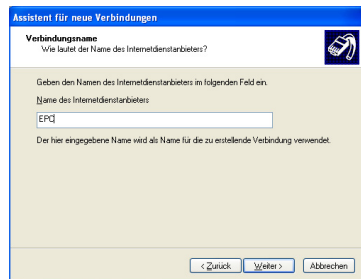 Assistent für neue Verbindungen
Verbindungsname
Wie lautet der Name des Internetdienstanbieters?
Geben den Namen des Internetdienstanbieters im folgenden Feld ein.
Name des Internetdienstanbieters
EPC
Der hier eingegebene Name wird als Name für die zu erstellende Verbindung verwendet.
< Zurück Weiter > Abbrechen